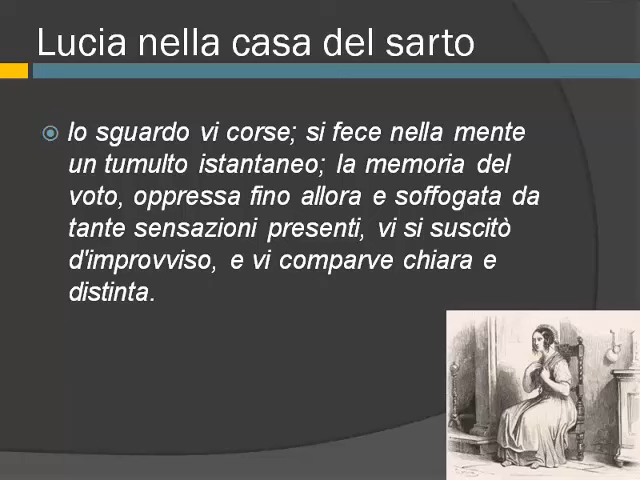 Lucia nella casa del sarto
lo sguardo vi corse; si fece nella mente
un tumulto istantaneo; la memoria del
voto, oppressa fino allora e soffogata da
tante sensazioni presenti, vi si suscitò
d'improvviso, e vi comparve chiara e
distinta.